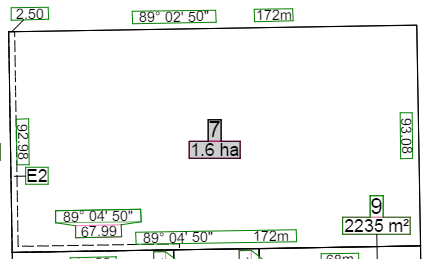 2.50
89° 02' 50"
172m
92.98
93.08
7
1.6 ha
E2
9
2235 m²
89° 04' 50"
67.99
89° 04' 50"
172m
68m